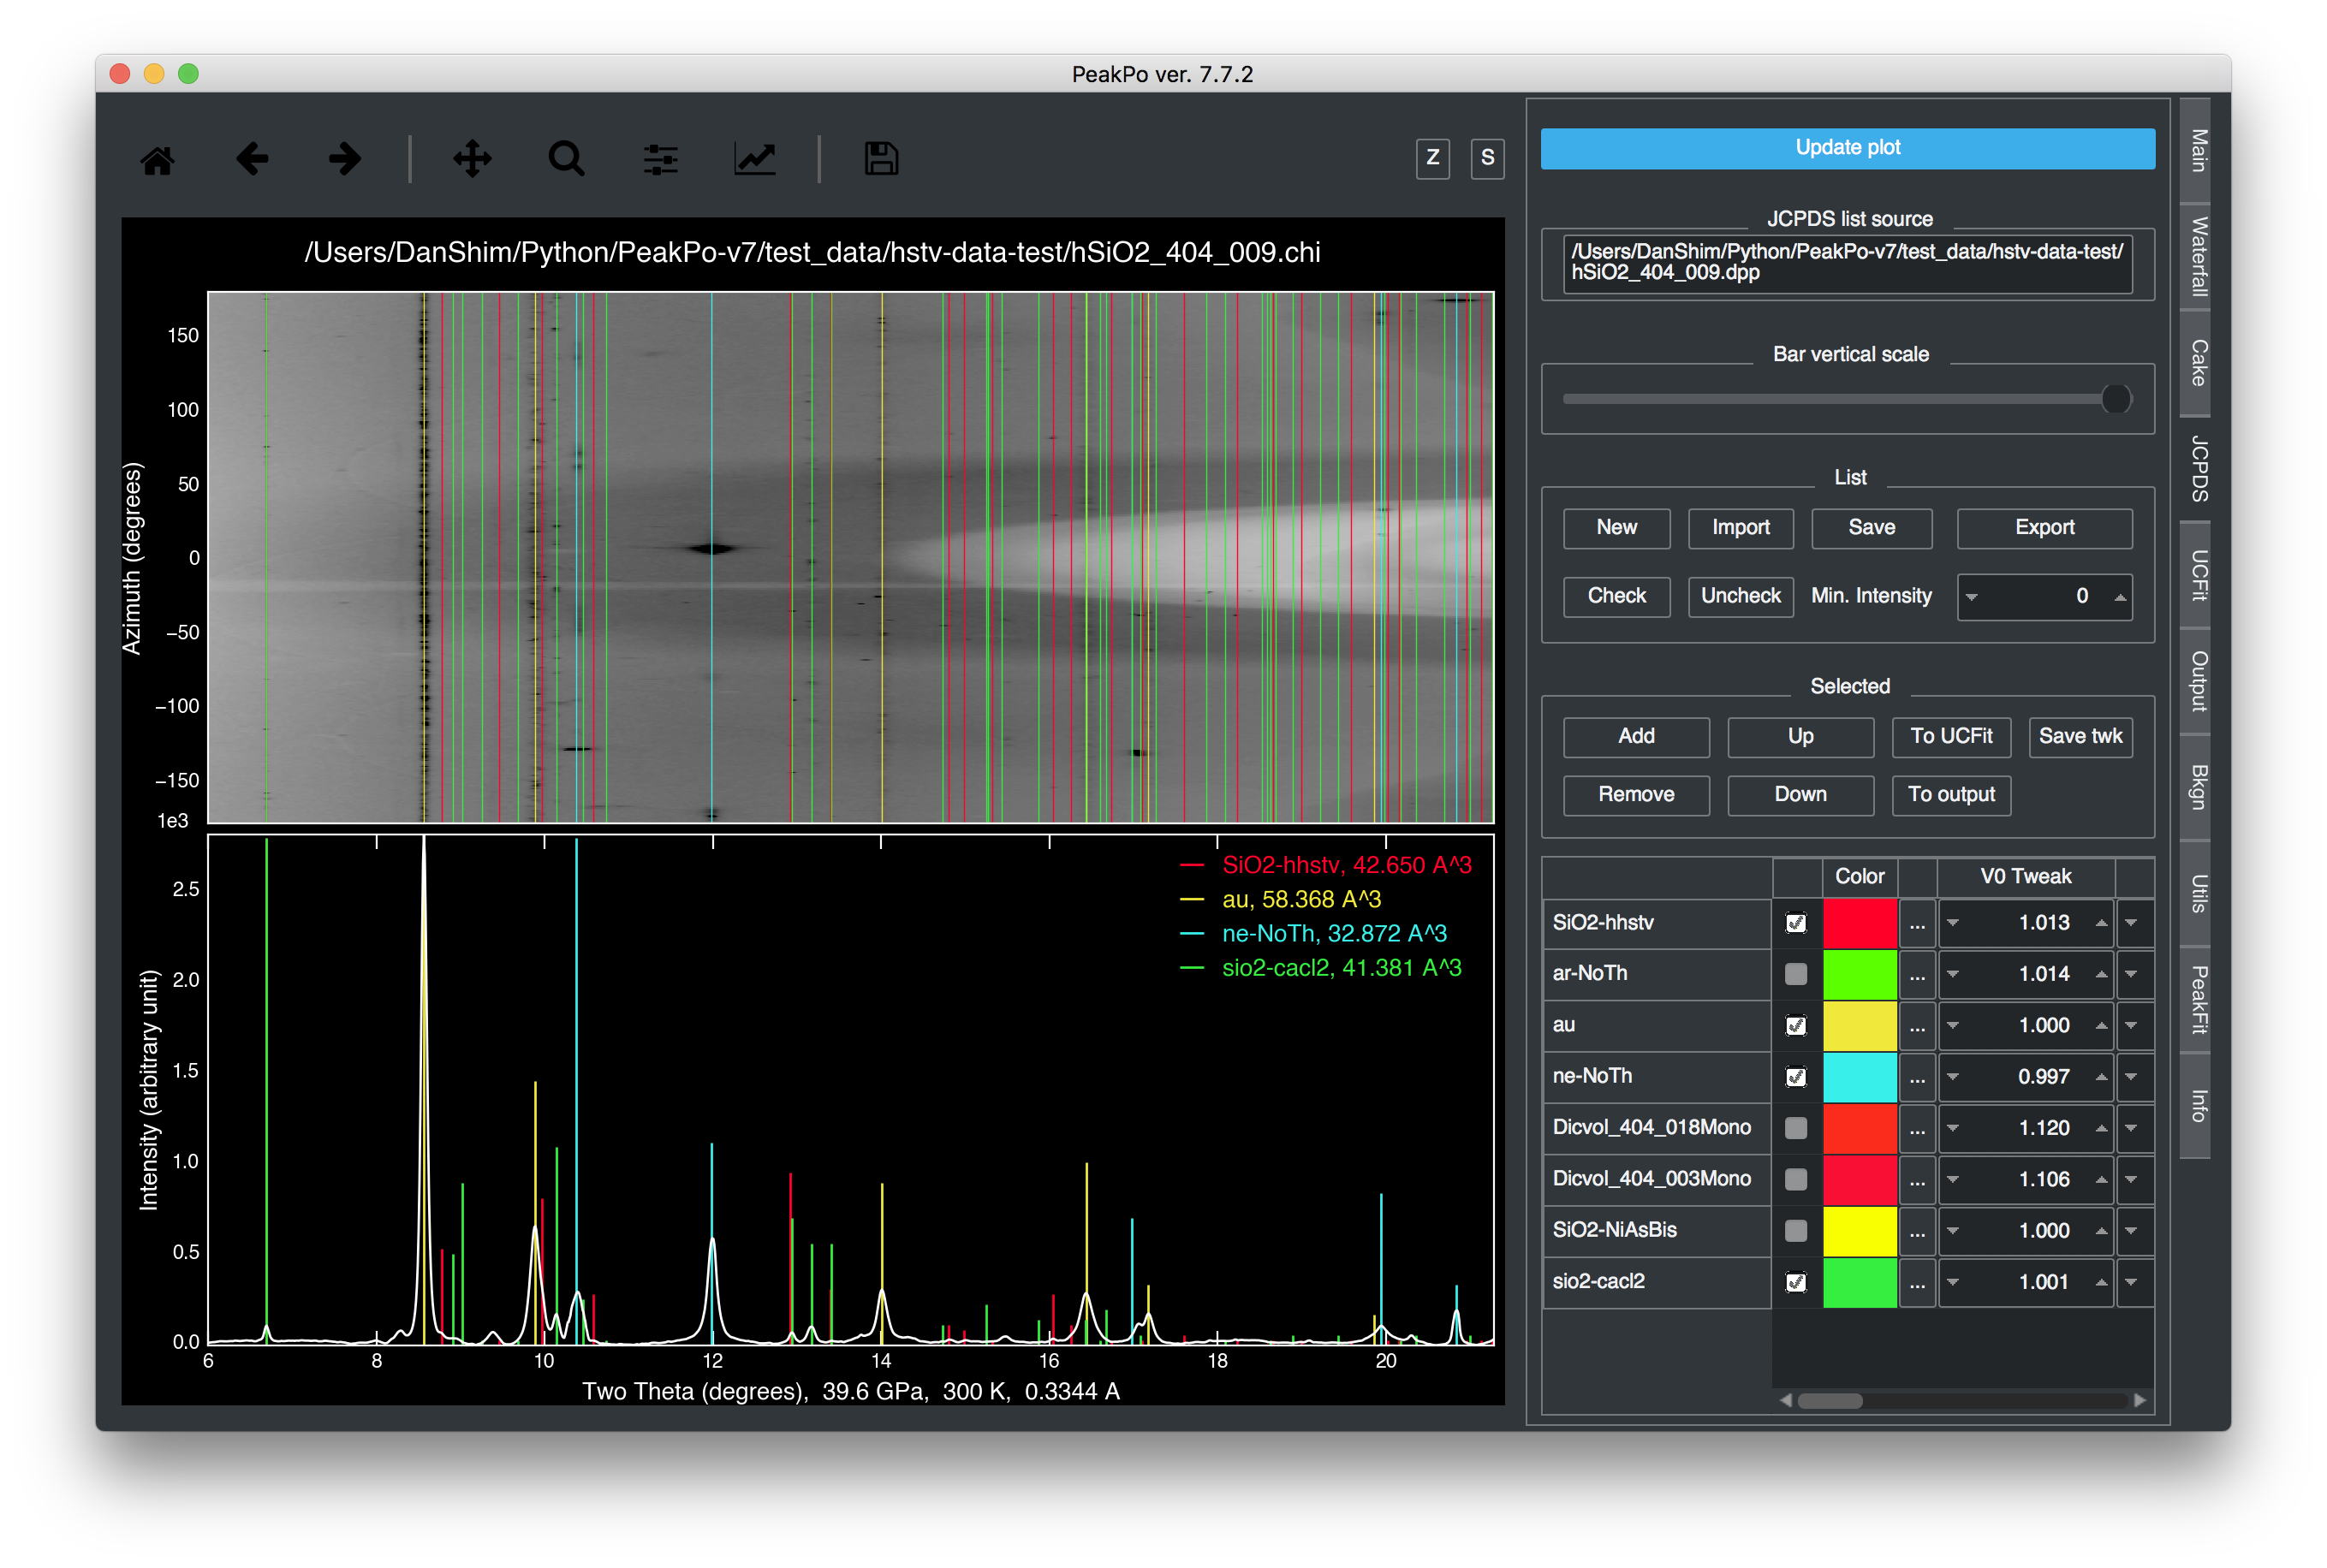 PeakPo ver. 7.7.2
Z
S
/Users/DanShim/Python/PeakPo-v7/test_data/hstv-data-test/hSiO2_404_009.chi
Azimuth (degrees)
150
100
50
0
−50
−100
−150
1e3
Intensity (arbitrary unit)
2.5
2.0
1.5
1.0
0.5
0.0
SiO2-hhstv, 42.650 A^3
au, 58.368 A^3
ne-NoTh, 32.872 A^3
sio2-cacl2, 41.381 A^3
6 8 10 12 14 16 18 20
Two Theta (degrees), 39.6 GPa, 300 K, 0.3344 A
Update plot
JCPDS list source
/Users/DanShim/Python/PeakPo-v7/test_data/hstv-data-test/
hSiO2_404_009.dpp
Bar vertical scale
List
New Import Save Export
Check Uncheck Min. Intensity 0
Selected
Add Up To UCFit Save twk
Remove Down To output
Color V0 Tweak
SiO2-hhstv ... 1.013
ar-NoTh ... 1.014
au ... 1.000
ne-NoTh ... 0.997
Dicvol_404_018Mono ... 1.120
Dicvol_404_003Mono ... 1.106
SiO2-NiAsBis ... 1.000
sio2-cacl2 ... 1.001
Main
Waterfall
Cake
JCPDS
UCFit
Output
Bkgn
Utils
PeakFit
Info